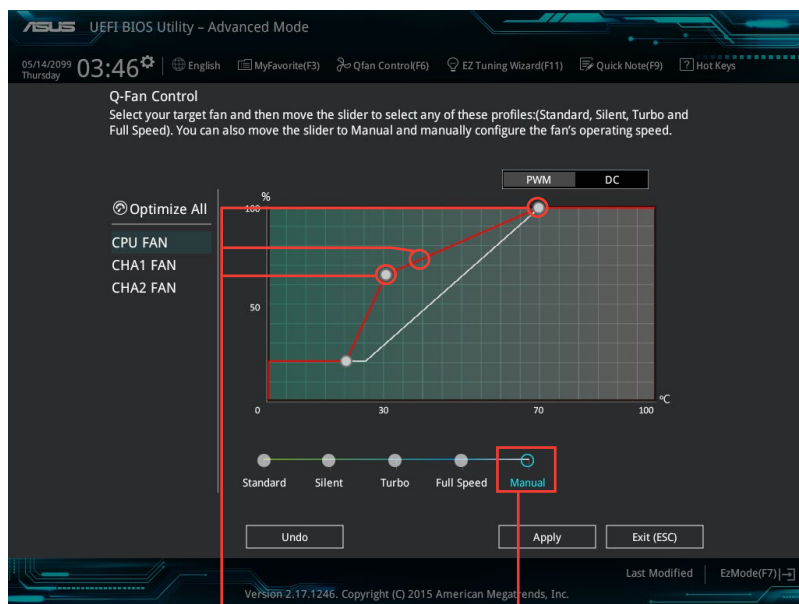 ASUS UEFI BIOS Utility – Advanced Mode
05/14/2099
Thursday
03:46
English
MyFavorite(F3)
Qfan Control(F6)
EZ Tuning Wizard(F11)
Quick Note(F9)
? Hot Keys
Q-Fan Control
Select your target fan and then move the slider to select any of these profiles:(Standard, Silent, Turbo and
Full Speed). You can also move the slider to Manual and manually configure the fan's operating speed.
PWM DC
%
100
Optimize All
CPU FAN
CHA1 FAN
CHA2 FAN
50
°C
0 30 70 100
Standard Silent Turbo Full Speed Manual
Undo Apply Exit (ESC)
Last Modified EzMode(F7)
Version 2.17.1246. Copyright (C) 2015 American Megatrends, Inc.